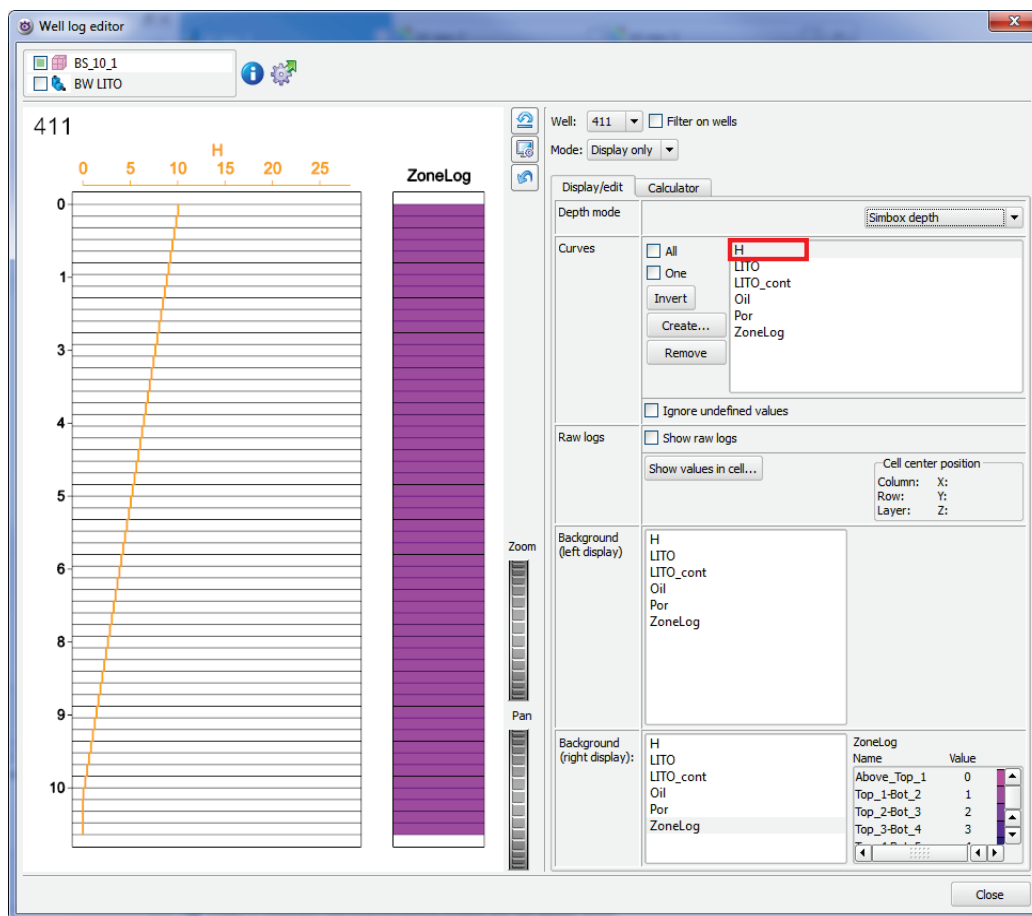 Well log editor
BS_10_1
BW LITO
411
H
0 5 10 15 20 25
ZoneLog
0
1
3
4
5
6
8
9
10
Zoom
Pan
Well: 411 Filter on wells
Mode: Display only
Display/edit Calculator
Depth mode Simbox depth
Curves
All
One
Invert
Create...
Remove
H
LITO
LITO_cont
Oil
Por
ZoneLog
Ignore undefined values
Raw logs Show raw logs
Show values in cell...
Cell center position
Column: X:
Row: Y:
Layer: Z:
Background
(left display)
H
LITO
LITO_cont
Oil
Por
ZoneLog
Background
(right display):
H
LITO
LITO_cont
Oil
Por
ZoneLog
ZoneLog
Name Value
Above_Top_1 0
Top_1-Bot_2 1
Top_2-Bot_3 2
Top_3-Bot_4 3
Close